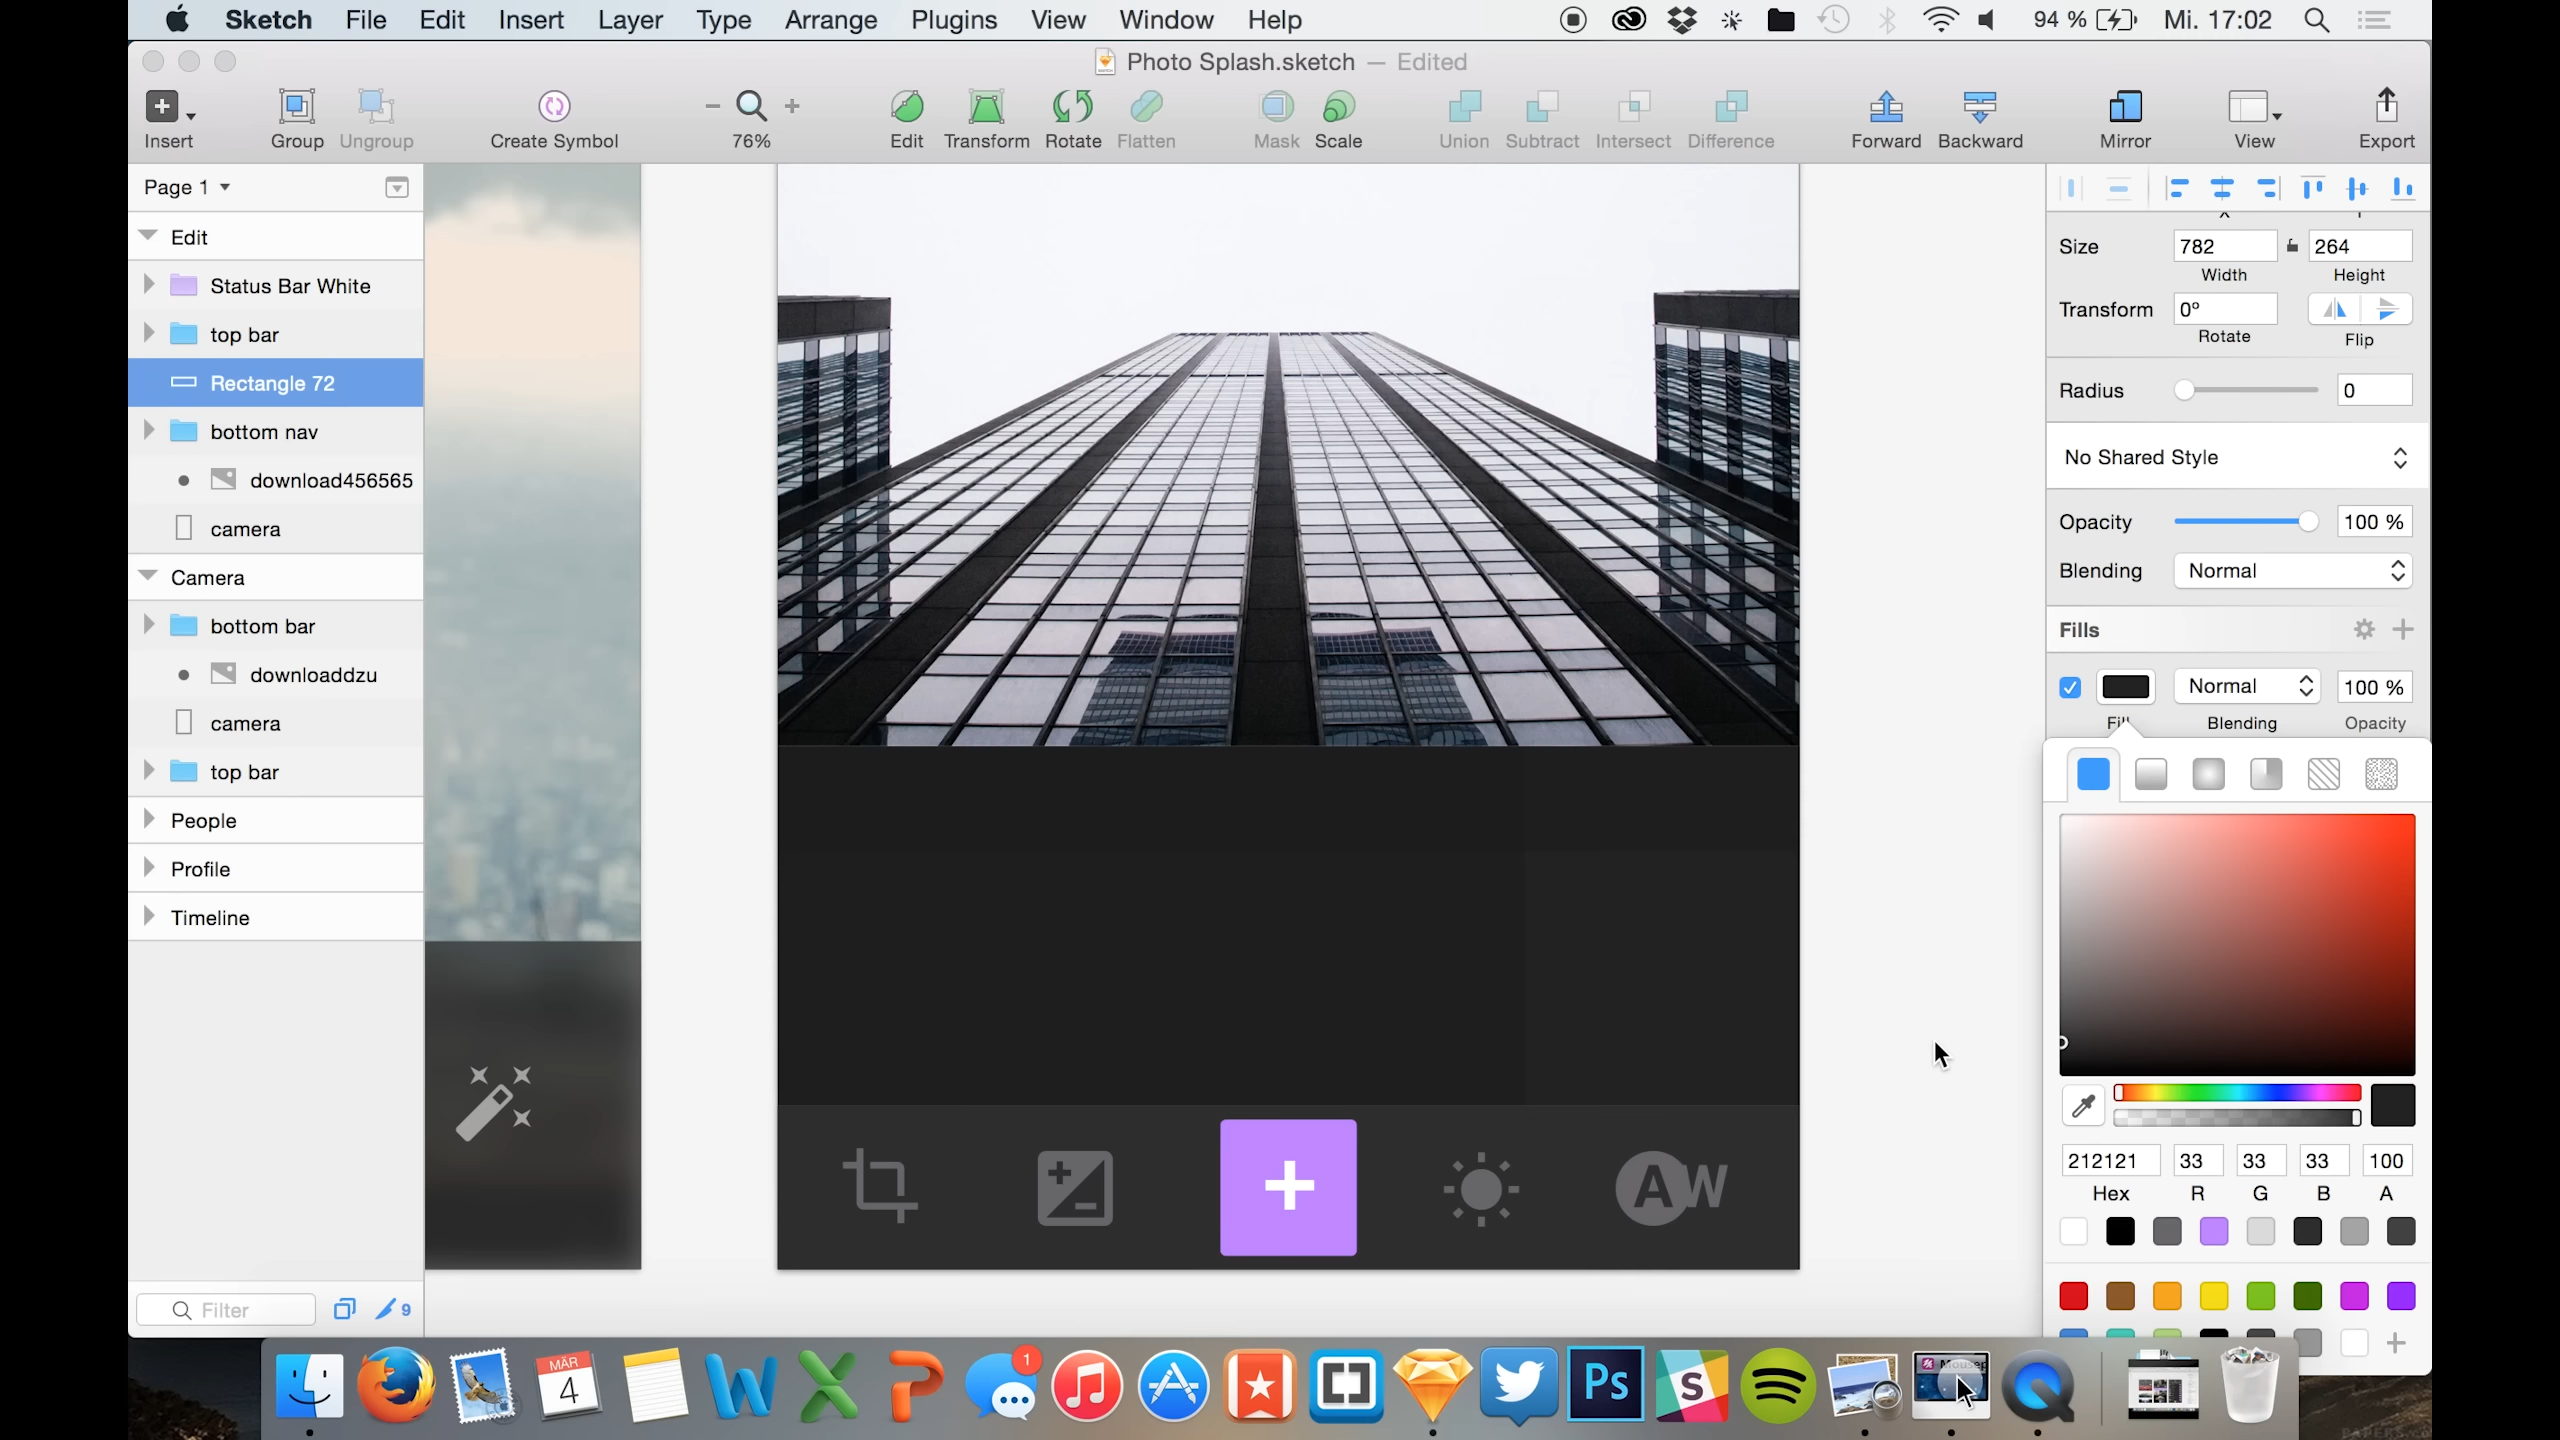 Sketch File Edit Insert Layer Type Arrange Plugins View Window Help 94 % Mi. 17:02
Photo Splash.sketch — Edited
Insert Group Ungroup Create Symbol 76% Edit Transform Rotate Flatten Mask Scale Union Subtract Intersect Difference Forward Backward Mirror View Export
Page 1
Edit
Status Bar White
top bar
Rectangle 72
bottom nav
download456565
camera
Camera
bottom bar
downloaddzu
camera
top bar
People
Profile
Timeline
Filter 9
AW
X
Size 782 264
Width Height
Transform 0°
Rotate Flip
Radius 0
No Shared Style
Opacity 100 %
Blending Normal
Fills
Normal 100 %
Fill Blending Opacity
212121 33 33 33 100
Hex R G B A
MÄR
4
1
Ps
S